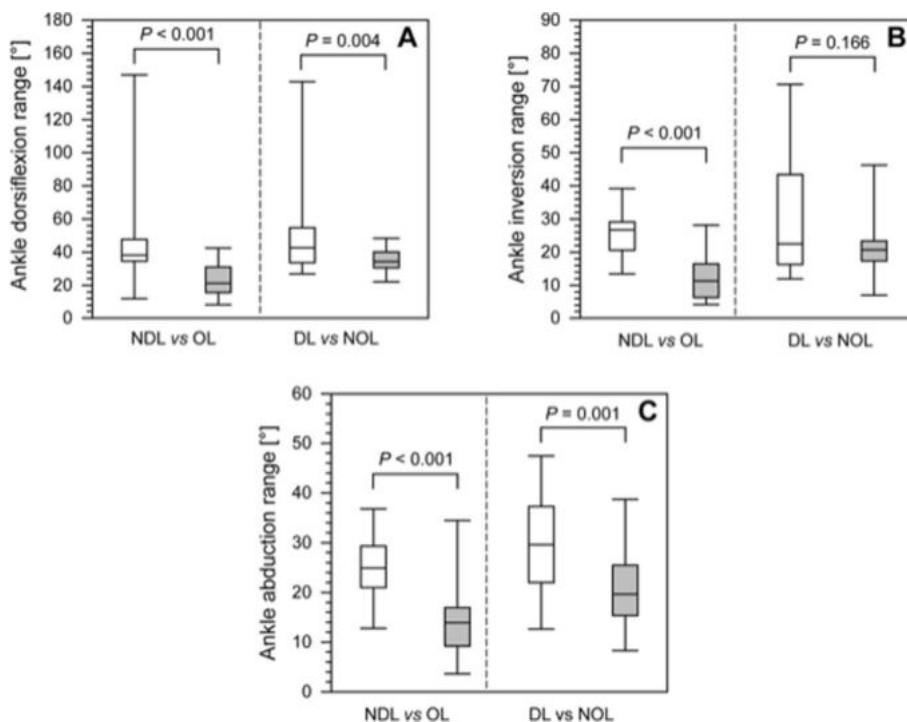 A
Ankle dorsiflexion range [°]
180
160
140
120
100
80
60
40
20
0
P < 0.001
P = 0.004
NDL vs OL
DL vs NOL
B
Ankle inversion range [°]
90
80
70
60
50
40
30
20
10
0
P < 0.001
P = 0.166
NDL vs OL
DL vs NOL
C
Ankle abduction range [°]
60
50
40
30
20
10
0
P < 0.001
P = 0.001
NDL vs OL
DL vs NOL